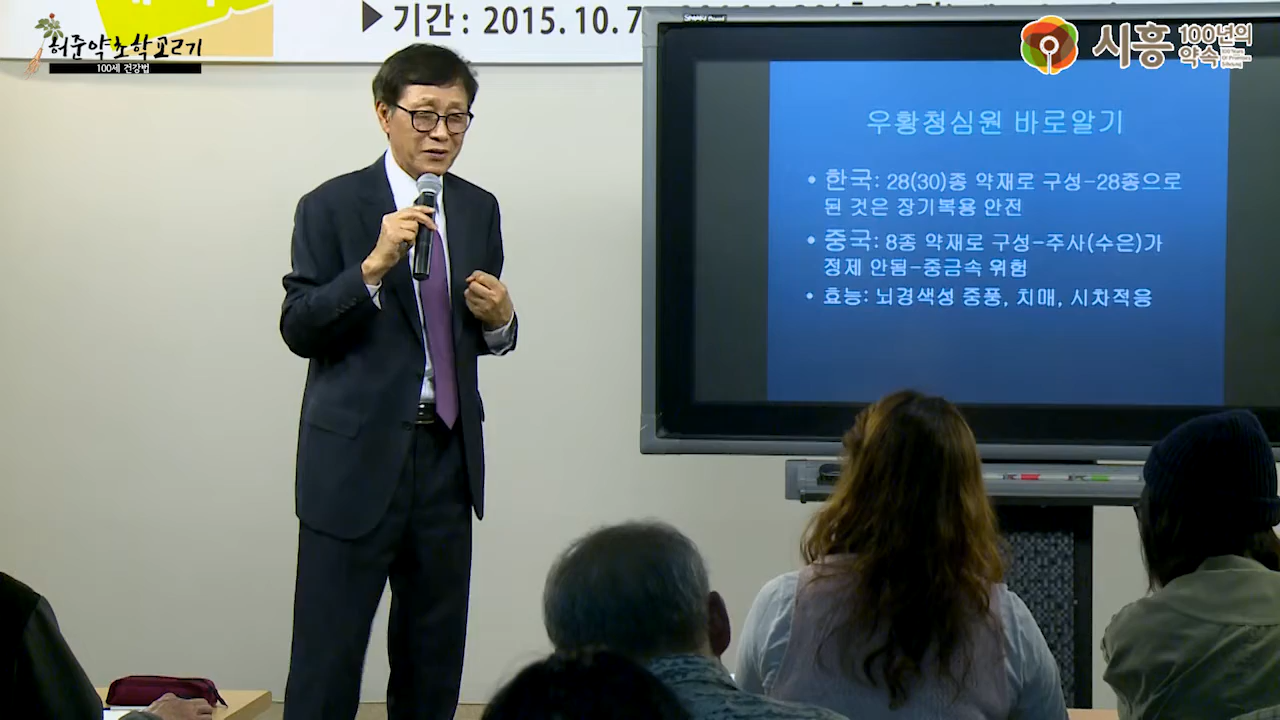 ▶기간: 2015.10.7
허준약초학교2기
100세 건강법
시흥 100년의 약속
우황청심원 바로알기
• 한국: 28(30)종 약재로 구성-28종으로
된 것은 장기복용 안전
• 중국: 8종 약재로 구성-주사(수은)가
정제 안됨-중금속 위험
• 효능: 뇌경색성 중풍, 치매, 시차적응